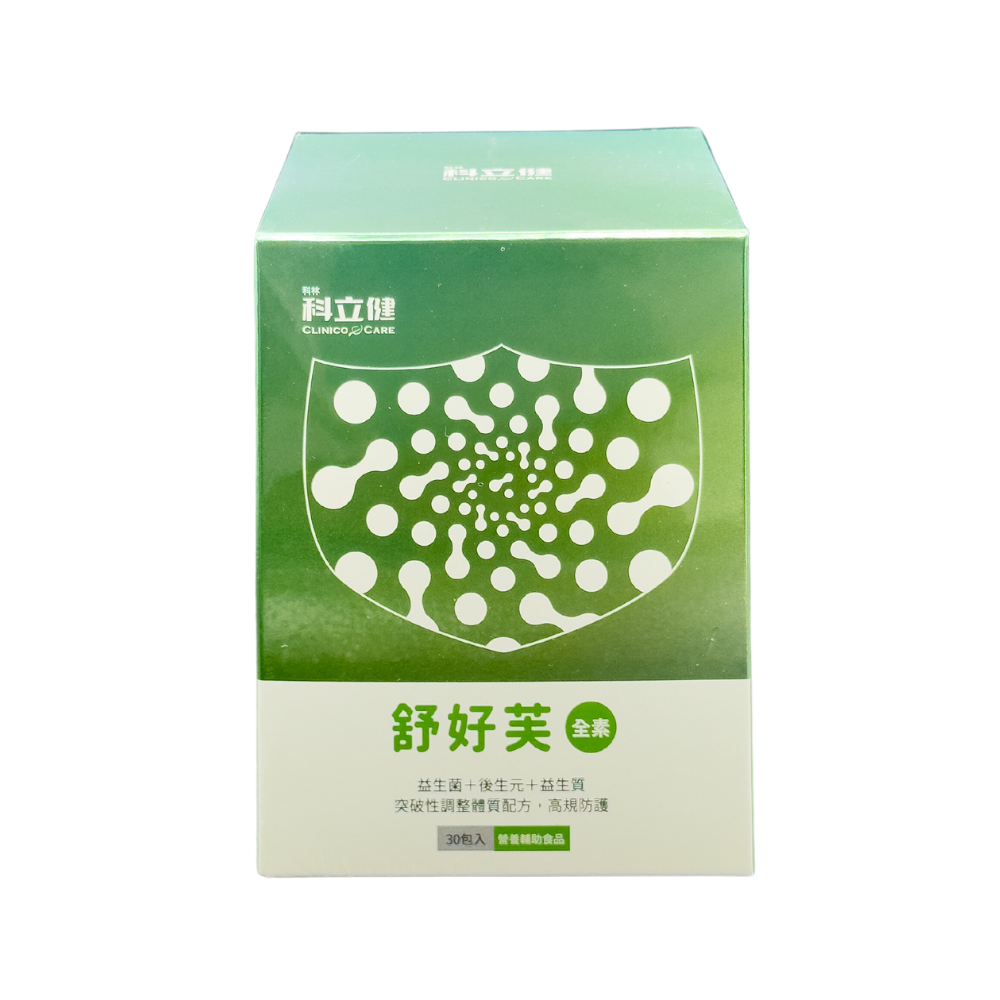 科林
科立健
CLINICO CARE
科林
科立健
CLINICO CARE
舒好芙 全素
益生菌＋後生元＋益生質
突破性調整體質配方，高規防護
30包入 營養輔助食品